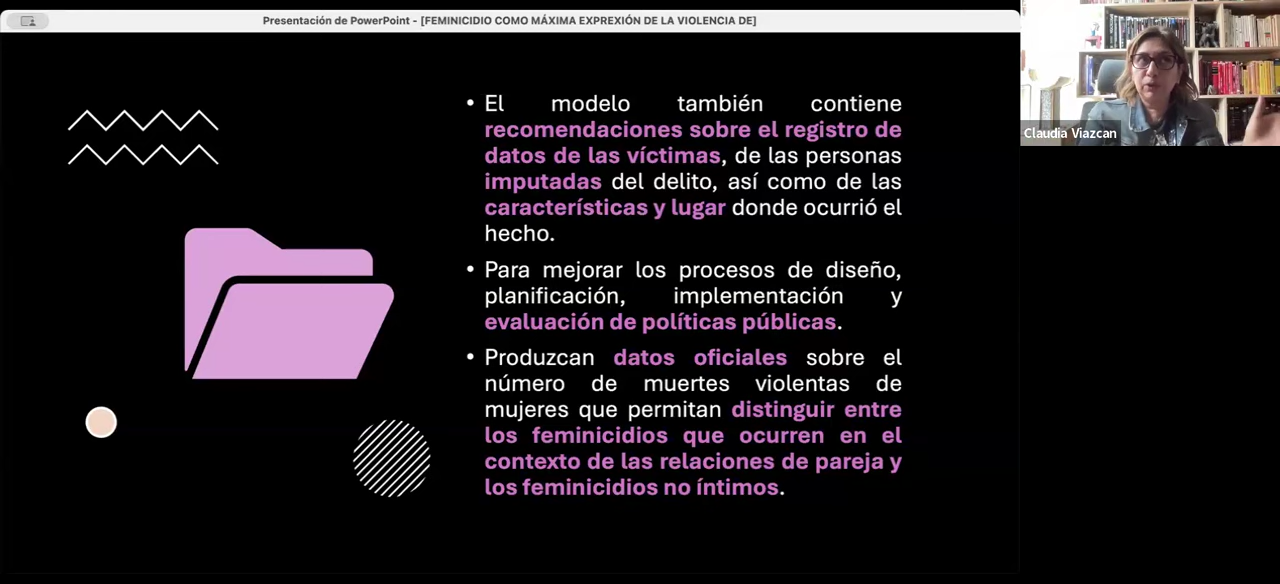 Presentación de PowerPoint - [FEMINICIDIO COMO MÁXIMA EXPREXIÓN DE LA VIOLENCIA DE]
• El modelo también contiene
recomendaciones sobre el registro de
datos de las víctimas, de las personas
imputadas del delito, así como de las
características y lugar donde ocurrió el
hecho.
• Para mejorar los procesos de diseño,
planificación, implementación y
evaluación de políticas públicas.
• Produzcan datos oficiales sobre el
número de muertes violentas de
mujeres que permitan distinguir entre
los feminicidios que ocurren en el
contexto de las relaciones de pareja y
los feminicidios no íntimos.
Claudia Viazcan